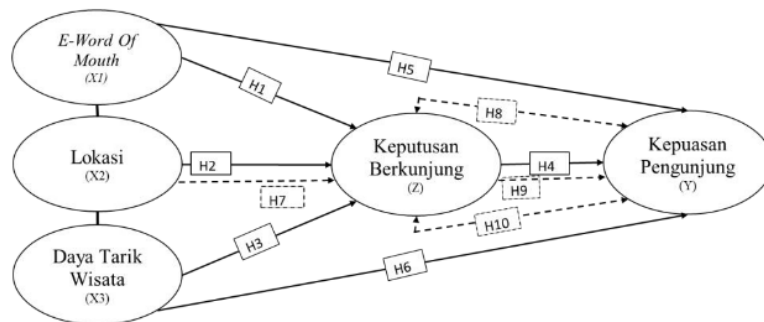 E-Word Of
Mouth
(X1)
H5
H1
H8
Lokasi
(X2)
H2
Keputusan
Berkunjung
(Z)
H4
Kepuasan
Pengunjung
(Y)
H7
H9
H3
H10
Daya Tarik
Wisata
(X3)
H6